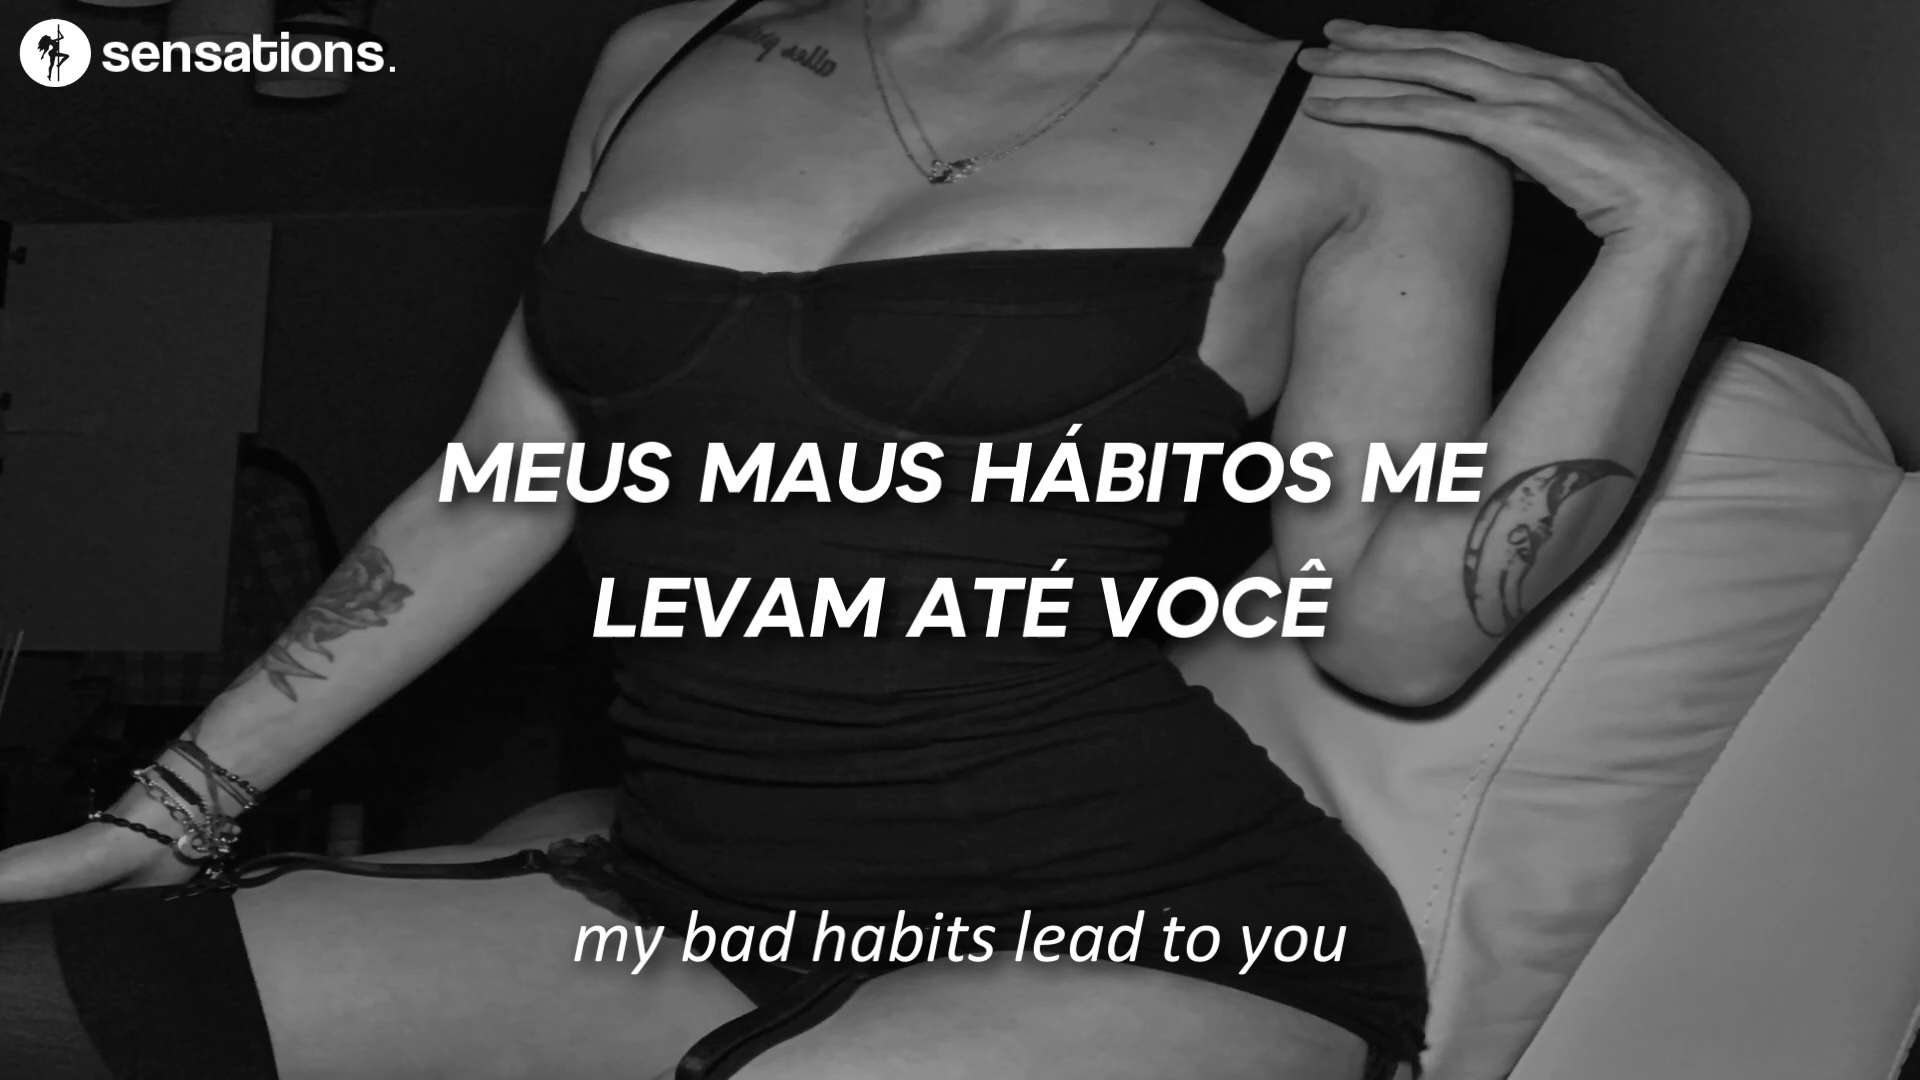 sensations.
MEUS MAUS HÁBITOS ME
LEVAM ATÉ VOCÊ
my bad habits lead to you